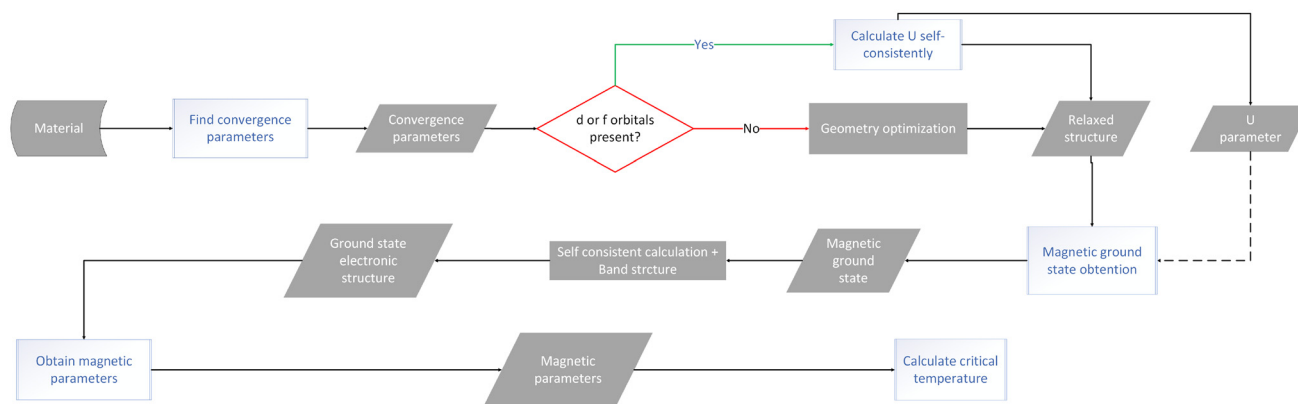 Material
Find convergence
parameters
Convergence
parameters
d or f orbitals
present?
Yes
No
Calculate U self-
consistently
Geometry optimization
Relaxed
structure
U
parameter
Magnetic ground
state obtention
Magnetic
ground
state
Self consistent calculation +
Band strcture
Ground state
electronic
structure
Obtain magnetic
parameters
Magnetic
parameters
Calculate critical
temperature